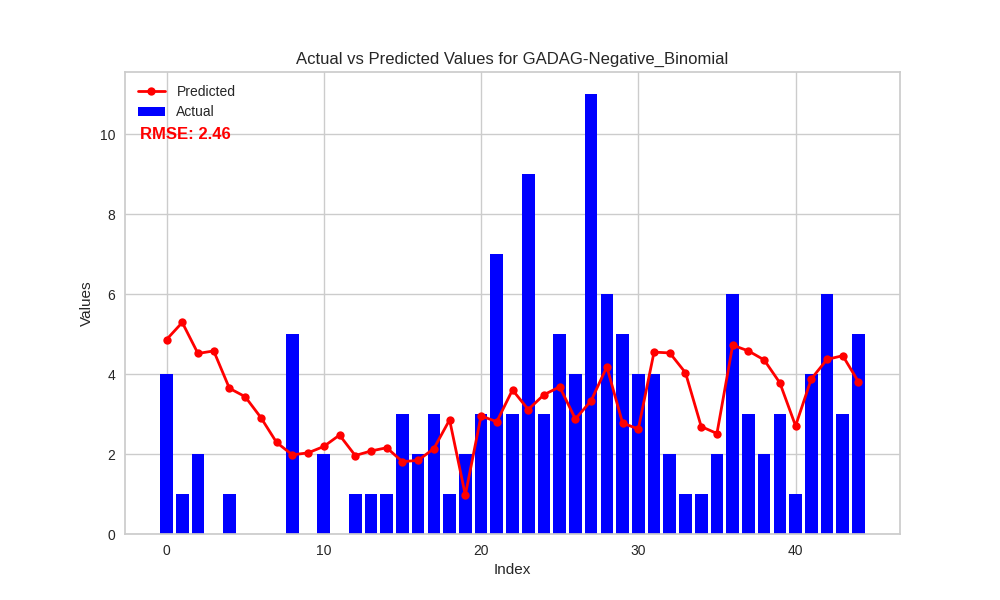 Actual vs Predicted Values for GADAG-Negative_Binomial
Predicted
Actual
RMSE: 2.46
Values
10
8
6
4
2
0
0 10 20 30 40
Index